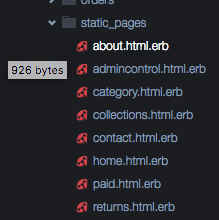 orders
static_pages
about.html.erb
926 bytes
admincontrol.html.erb
category.html.erb
collections.html.erb
contact.html.erb
home.html.erb
paid.html.erb
returns.html.erb